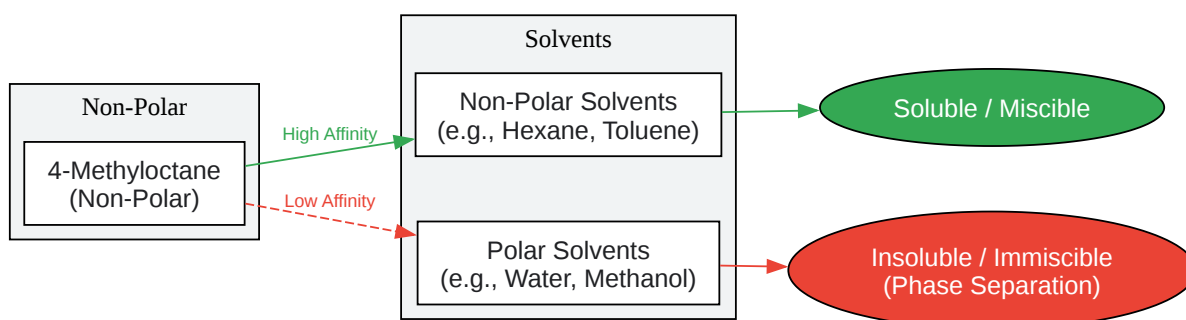 Non-Polar
4-Methyloctane
(Non-Polar)
High Affinity
Low Affinity
Solvents
Non-Polar Solvents
(e.g., Hexane, Toluene)
Polar Solvents
(e.g., Water, Methanol)
Soluble / Miscible
Insoluble / Immiscible
(Phase Separation)